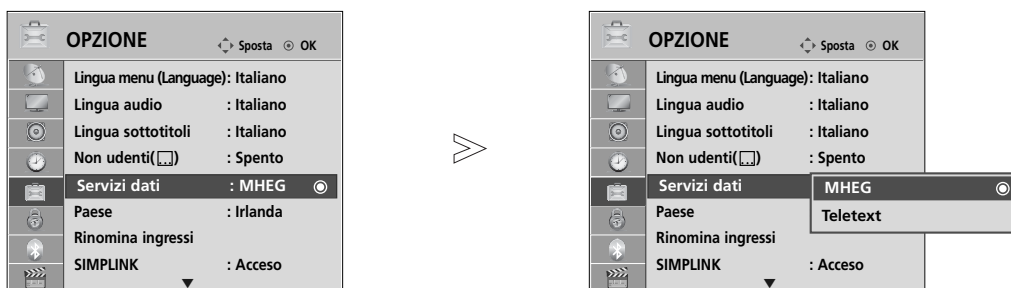 OPZIONE Sposta OK
Lingua menu (Language): Italiano
Lingua audio : Italiano
Lingua sottotitoli : Italiano
Non udenti(...) : Spento
Servizi dati : MHEG
Paese : Irlanda
Rinomina ingressi
SIMPLINK : Acceso
OPZIONE Sposta OK
Lingua menu (Language): Italiano
Lingua audio : Italiano
Lingua sottotitoli : Italiano
Non udenti(...) : Spento
Servizi dati
Paese
Rinomina ingressi
SIMPLINK : Acceso
MHEG
Teletext